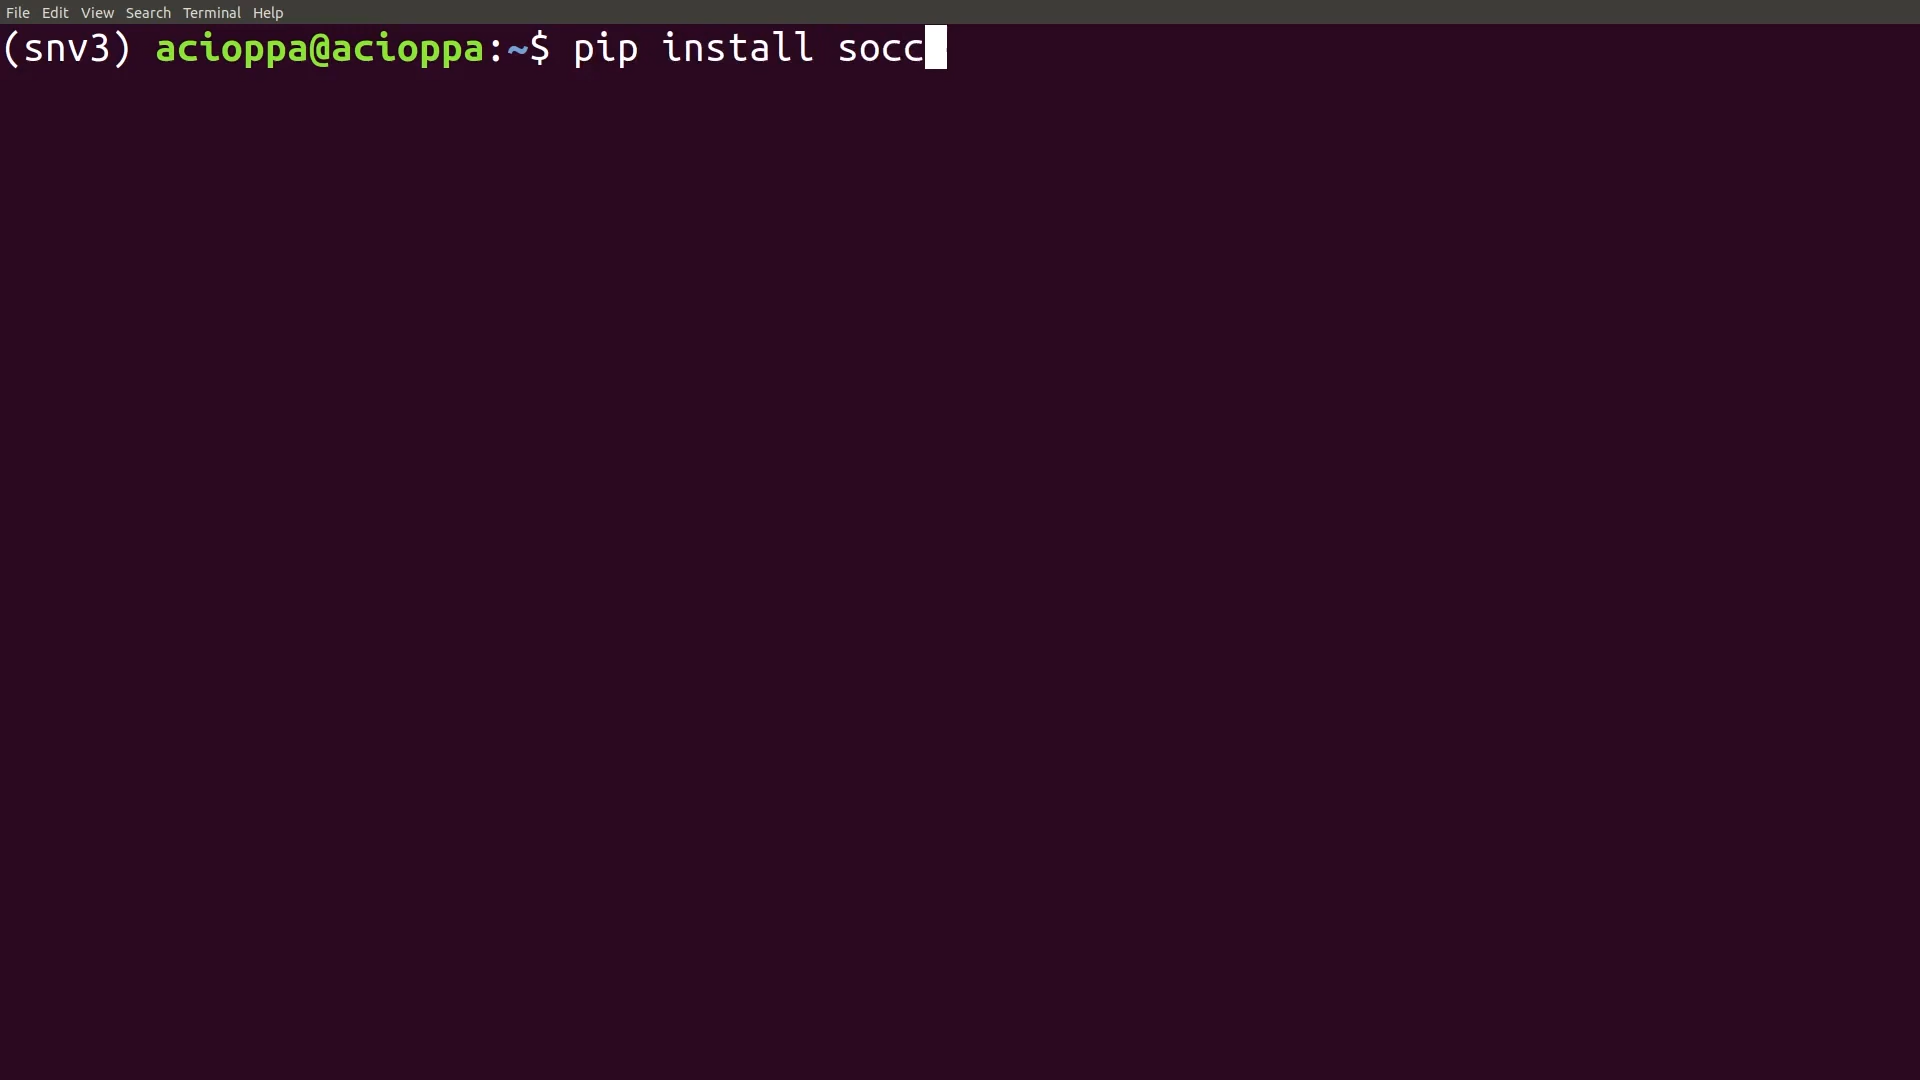 File Edit View Search Terminal Help
(snv3) acioppa@acioppa:~$ pip install socc